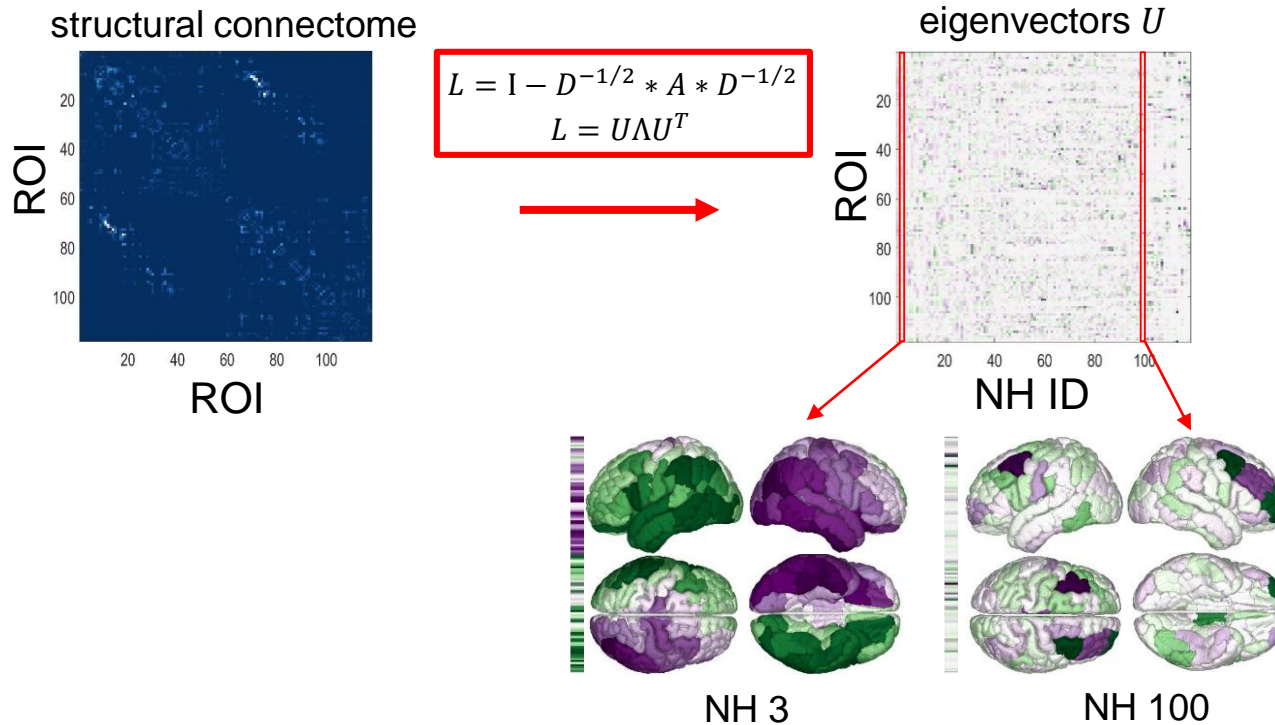 structural connectome
20
40
60
80
100
ROI
20 40 60 80 100
ROI
L = I − D^{−1/2} * A * D^{−1/2}
L = UΛU^T
eigenvectors U
20
40
60
80
100
ROI
20 40 60 80 100
NH ID
NH 3
NH 100